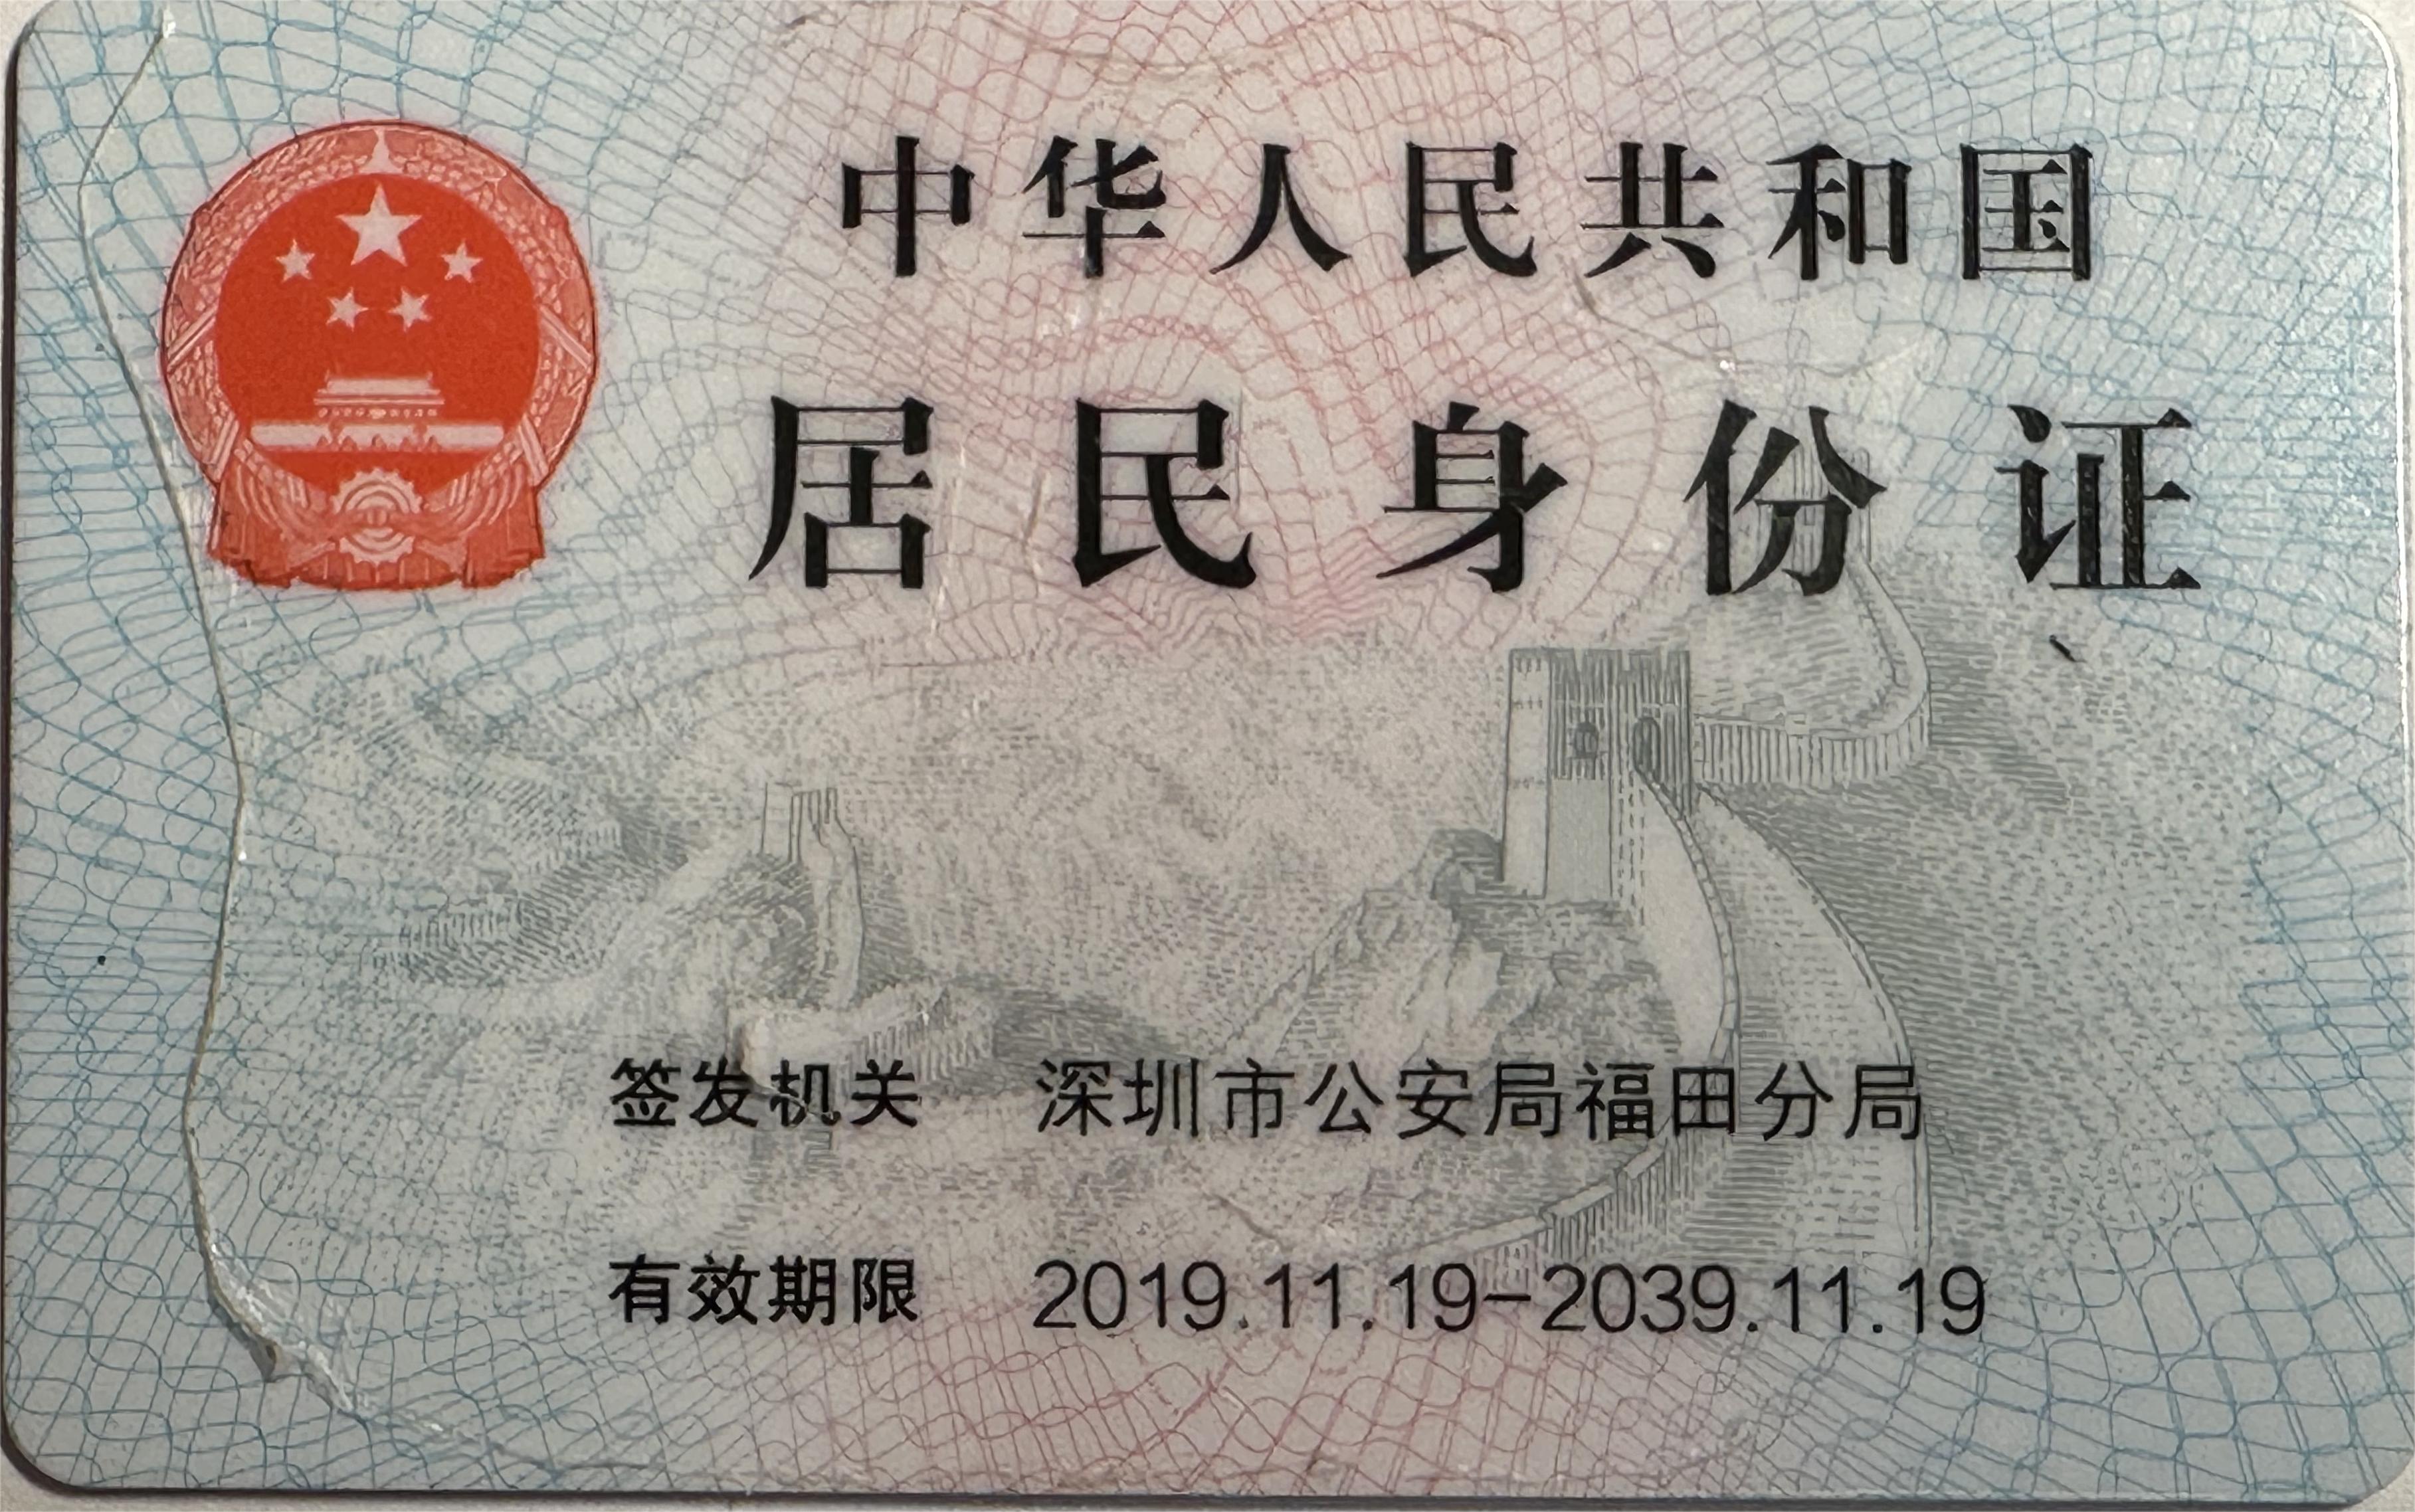 中华人民共和国
居民身份证
签发机关 深圳市公安局福田分局
有效期限 2019.11.19-2039.11.19